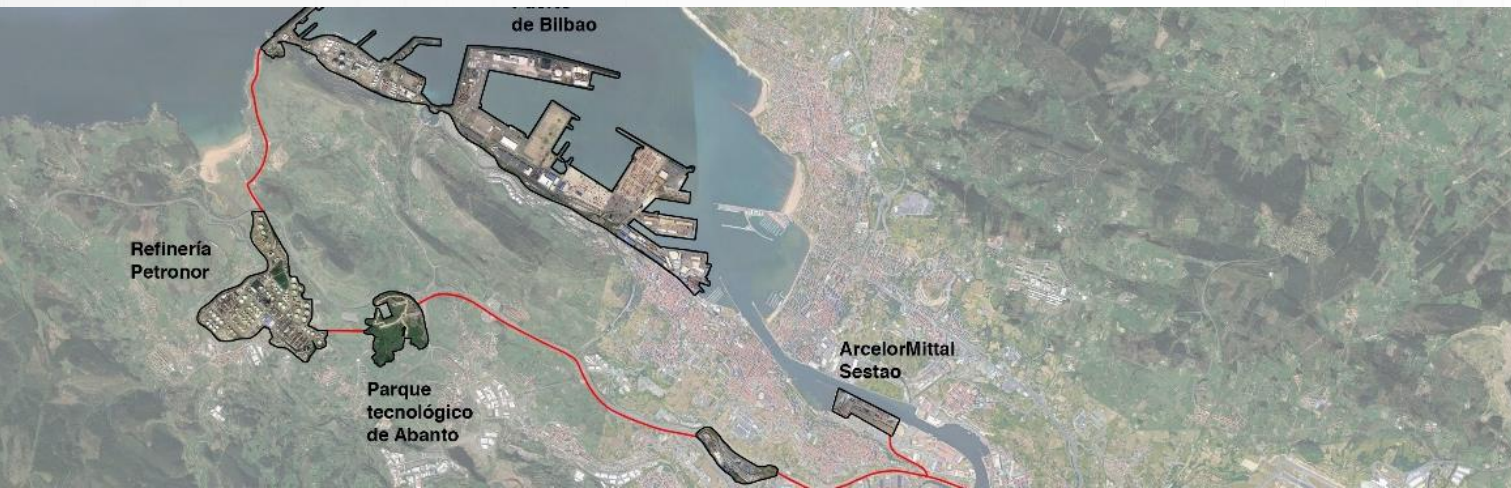 de Bilbao
Refinería
Petronor
ArcelorMittal
Sestao
Parque
tecnológico
de Abanto